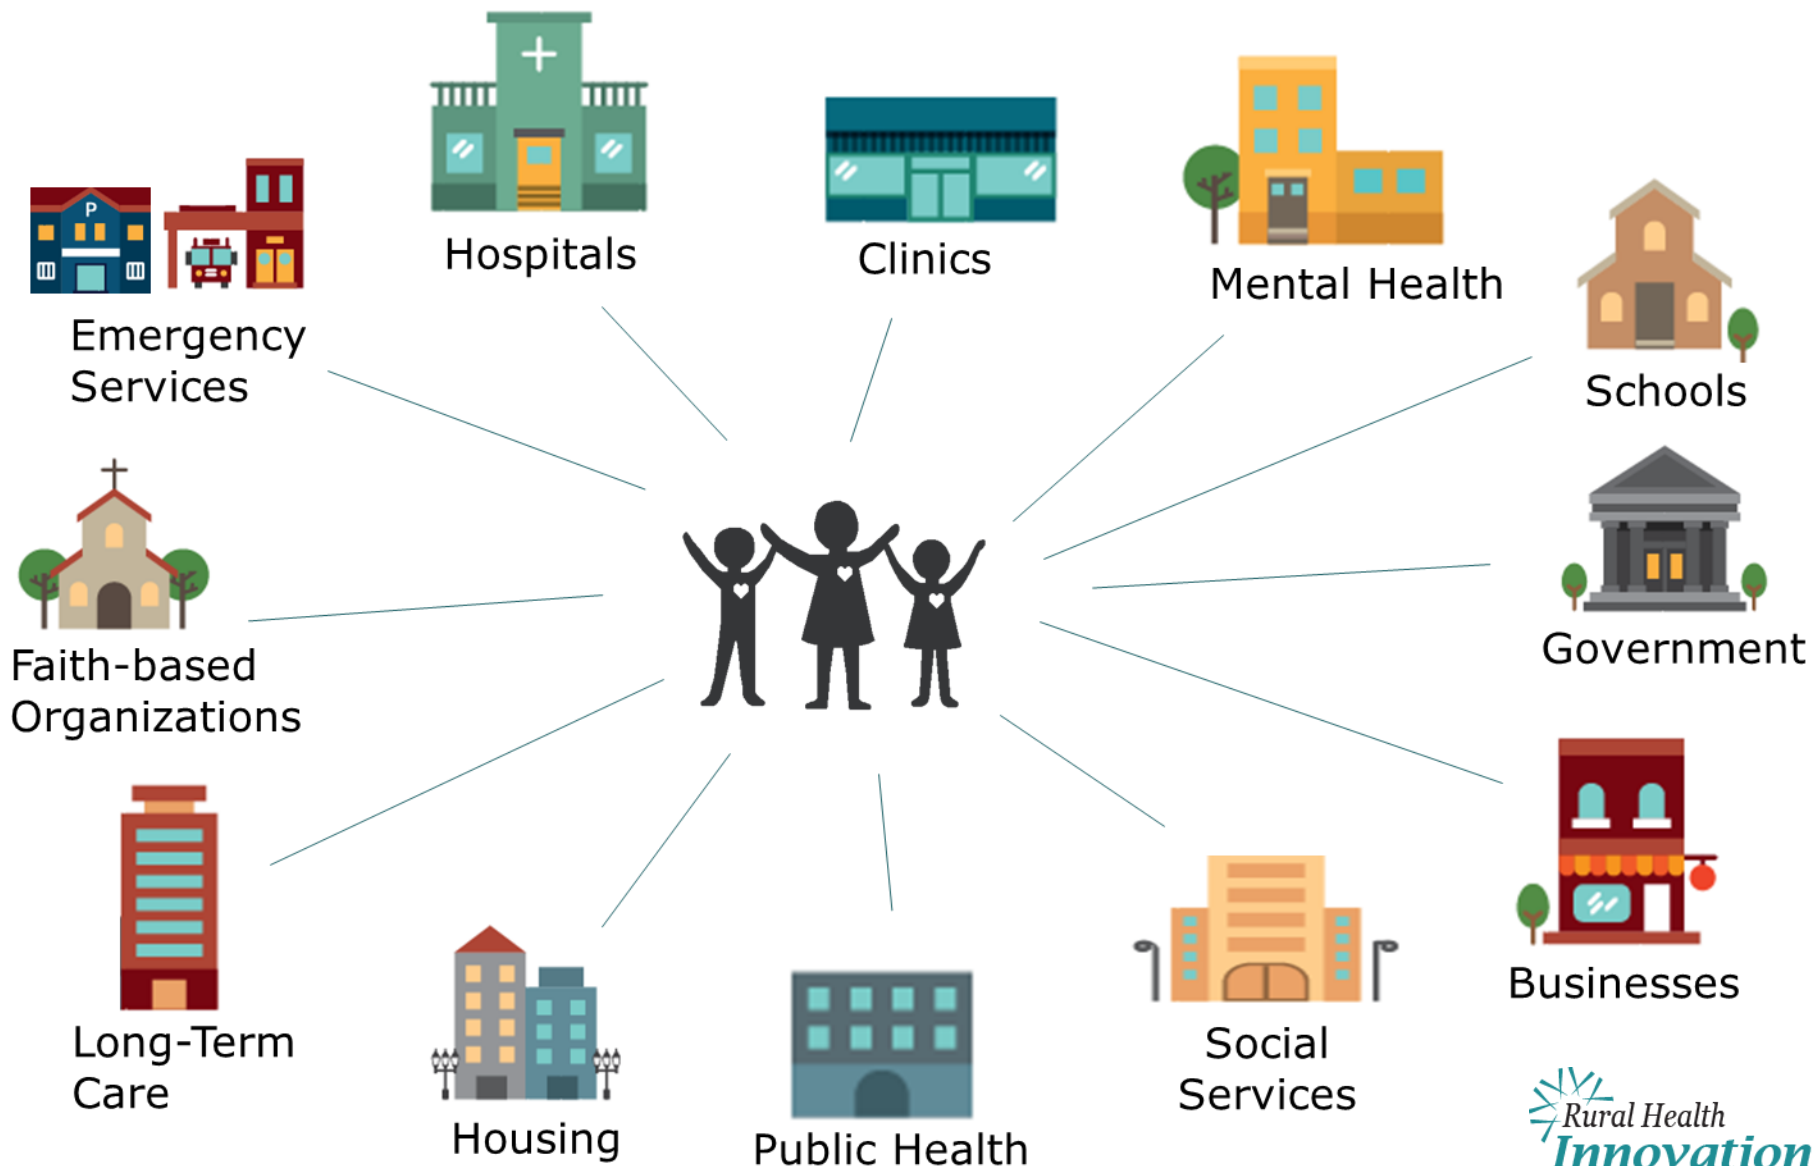 Hospitals
Clinics
Mental Health
P
Emergency
Services
Schools
Faith-based
Organizations
Government
Long-Term
Care
Housing
Public Health
Social
Services
Businesses
Rural Health
Innovation